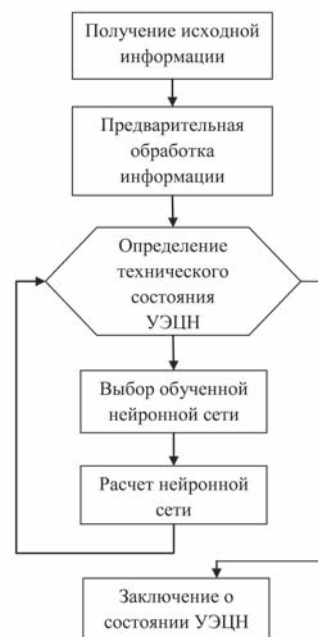 Получение исходной
информации
Предварительная
обработка
информации
Определение
технического
состояния
УЭЦН
Выбор обученной
нейронной сети
Расчет нейронной
сети
Заключение о
состоянии УЭЦН